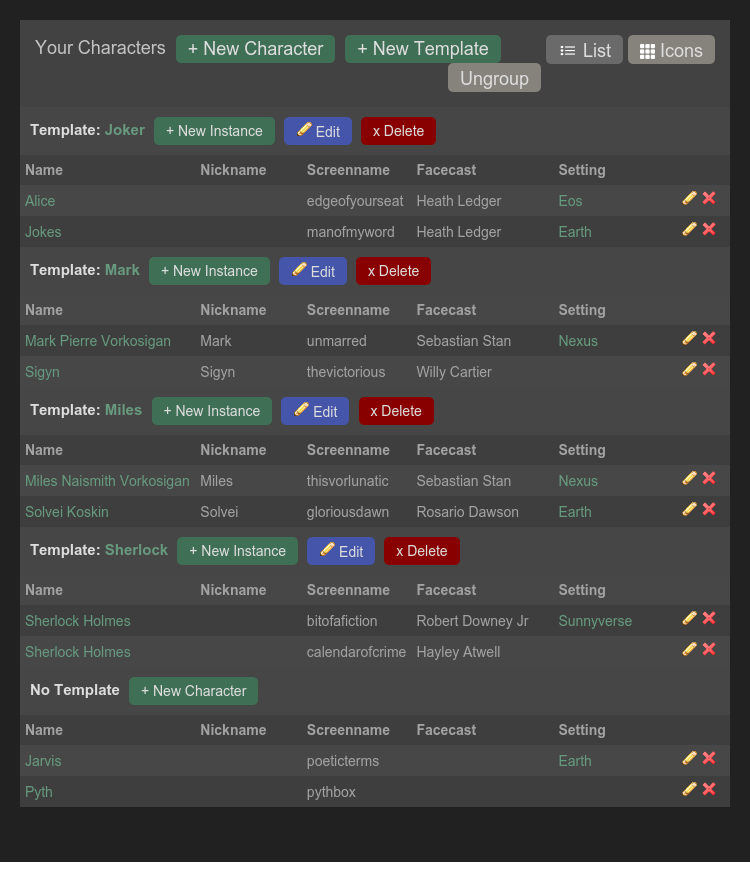 Your Characters + New Character + New Template List Icons
Ungroup
Template: Joker + New Instance Edit x Delete
Name Nickname Screenname Facecast Setting
Alice edgeofyourseat Heath Ledger Eos
Jokes manofmyword Heath Ledger Earth
Template: Mark + New Instance Edit x Delete
Name Nickname Screenname Facecast Setting
Mark Pierre Vorkosigan Mark unmarred Sebastian Stan Nexus
Sigyn Sigyn thevictorious Willy Cartier
Template: Miles + New Instance Edit x Delete
Name Nickname Screenname Facecast Setting
Miles Naismith Vorkosigan Miles thisvorlunatic Sebastian Stan Nexus
Solvei Koskin Solvei gloriousdawn Rosario Dawson Earth
Template: Sherlock + New Instance Edit x Delete
Name Nickname Screenname Facecast Setting
Sherlock Holmes bitofafiction Robert Downey Jr Sunnyverse
Sherlock Holmes calendarofcrime Hayley Atwell
No Template + New Character
Name Nickname Screenname Facecast Setting
Jarvis poeticterms Earth
Pyth pythbox